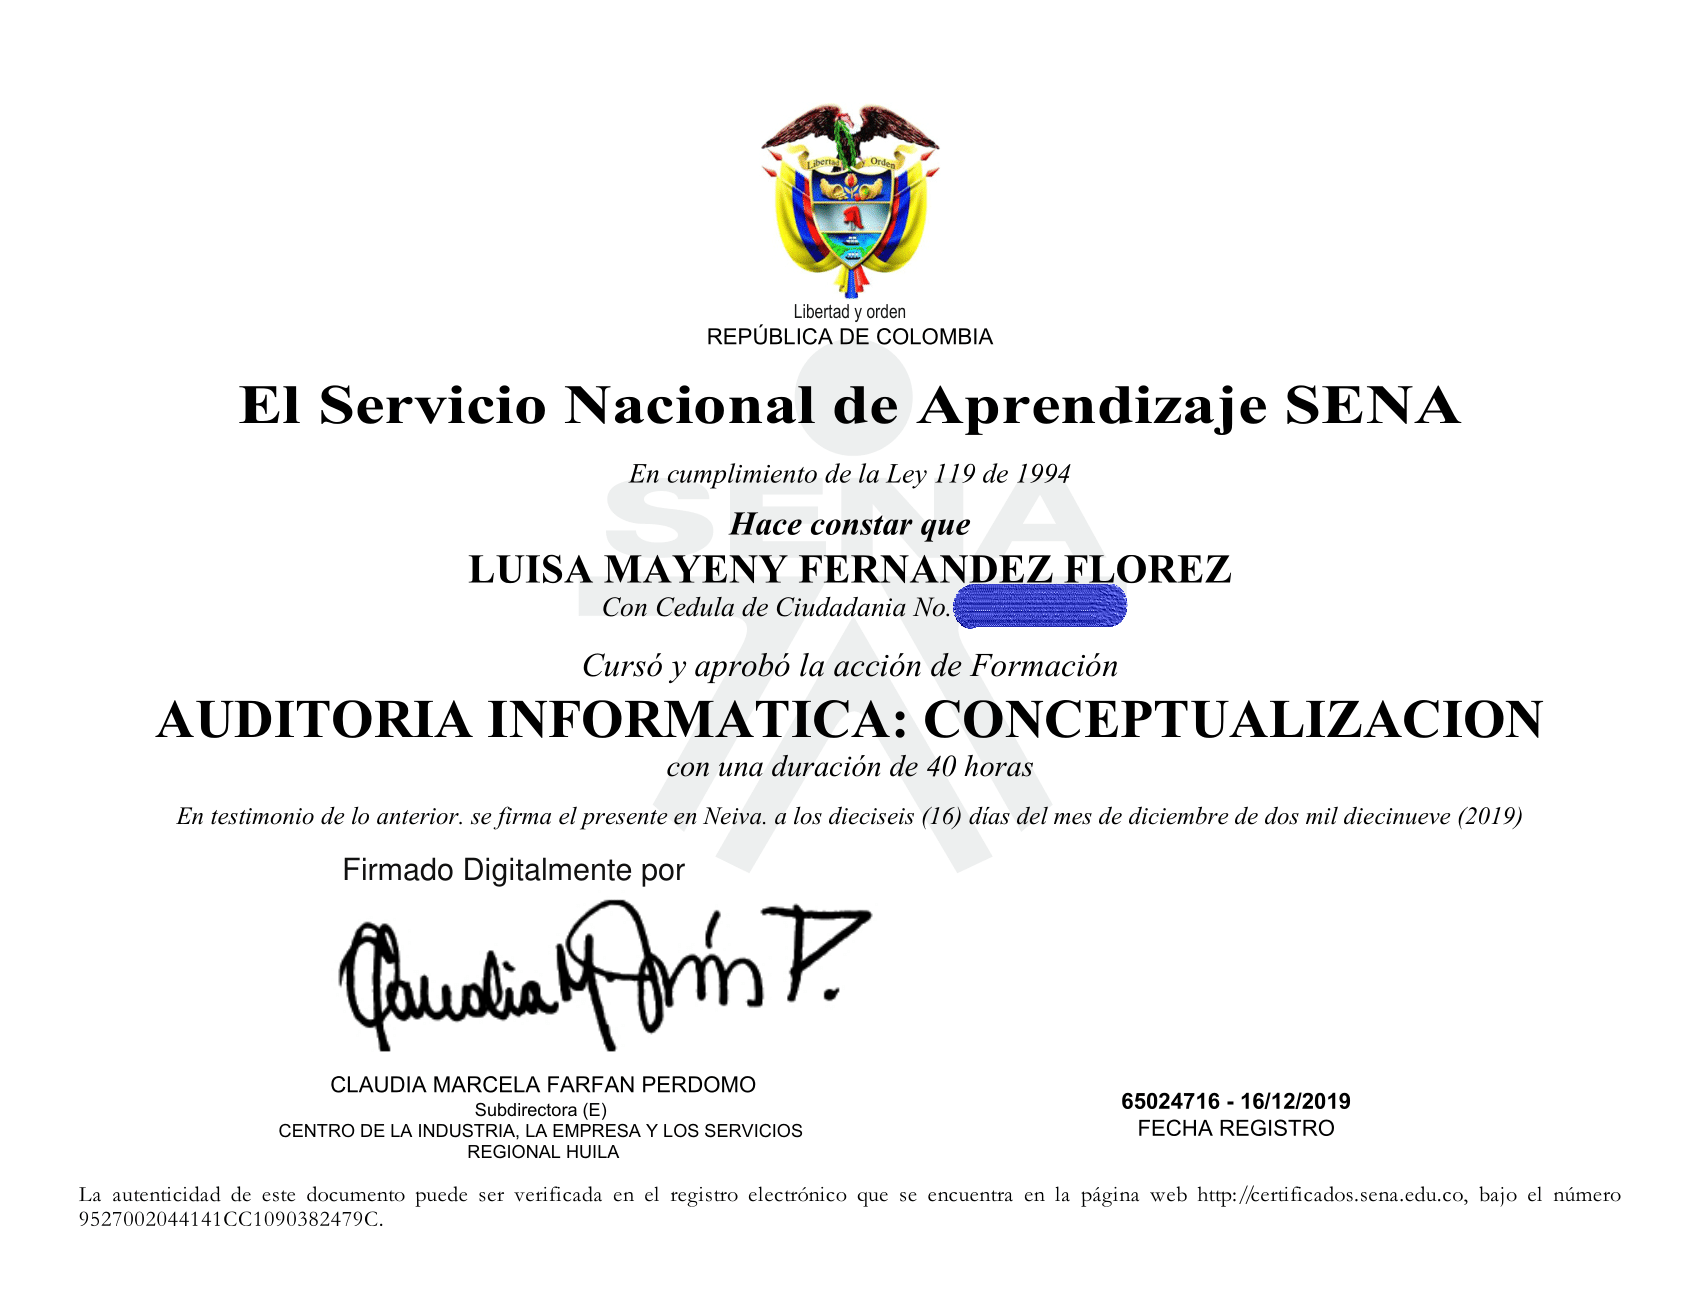 Libertad y Orden
Libertad y orden
REPÚBLICA DE COLOMBIA
El Servicio Nacional de Aprendizaje SENA
En cumplimiento de la Ley 119 de 1994
SENA
Hace constar que
LUISA MAYENY FERNANDEZ FLOREZ
Con Cedula de Ciudadania No.
Cursó y aprobó la acción de Formación
AUDITORIA INFORMATICA: CONCEPTUALIZACION
con una duración de 40 horas
En testimonio de lo anterior. se firma el presente en Neiva. a los dieciseis (16) días del mes de diciembre de dos mil diecinueve (2019)
Firmado Digitalmente por
CLAUDIA MARCELA FARFAN PERDOMO
Subdirectora (E)
CENTRO DE LA INDUSTRIA, LA EMPRESA Y LOS SERVICIOS
REGIONAL HUILA
65024716 - 16/12/2019
FECHA REGISTRO
La autenticidad de este documento puede ser verificada en el registro electrónico que se encuentra en la página web http://certificados.sena.edu.co, bajo el número
9527002044141CC1090382479C.